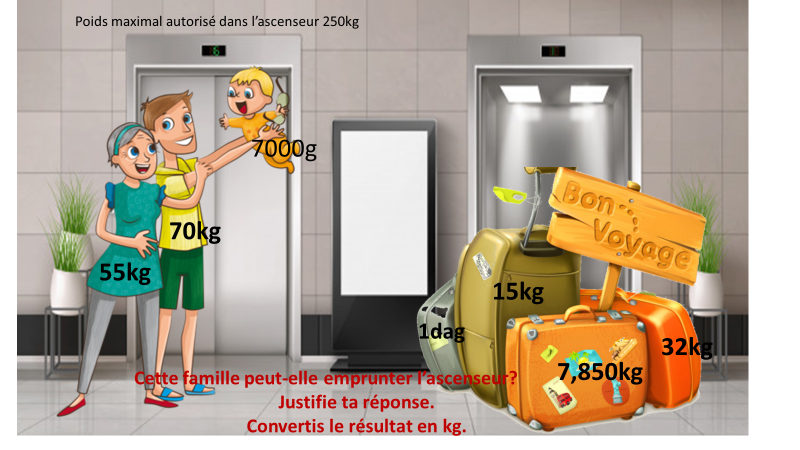 Poids maximal autorisé dans l’ascenseur 250kg
6
7000g
Bon
Voyage
70kg
55kg
15kg
1dag
32kg
7,850kg
Cette famille peut-elle emprunter l’ascenseur?
Justifie ta réponse.
Convertis le résultat en kg.